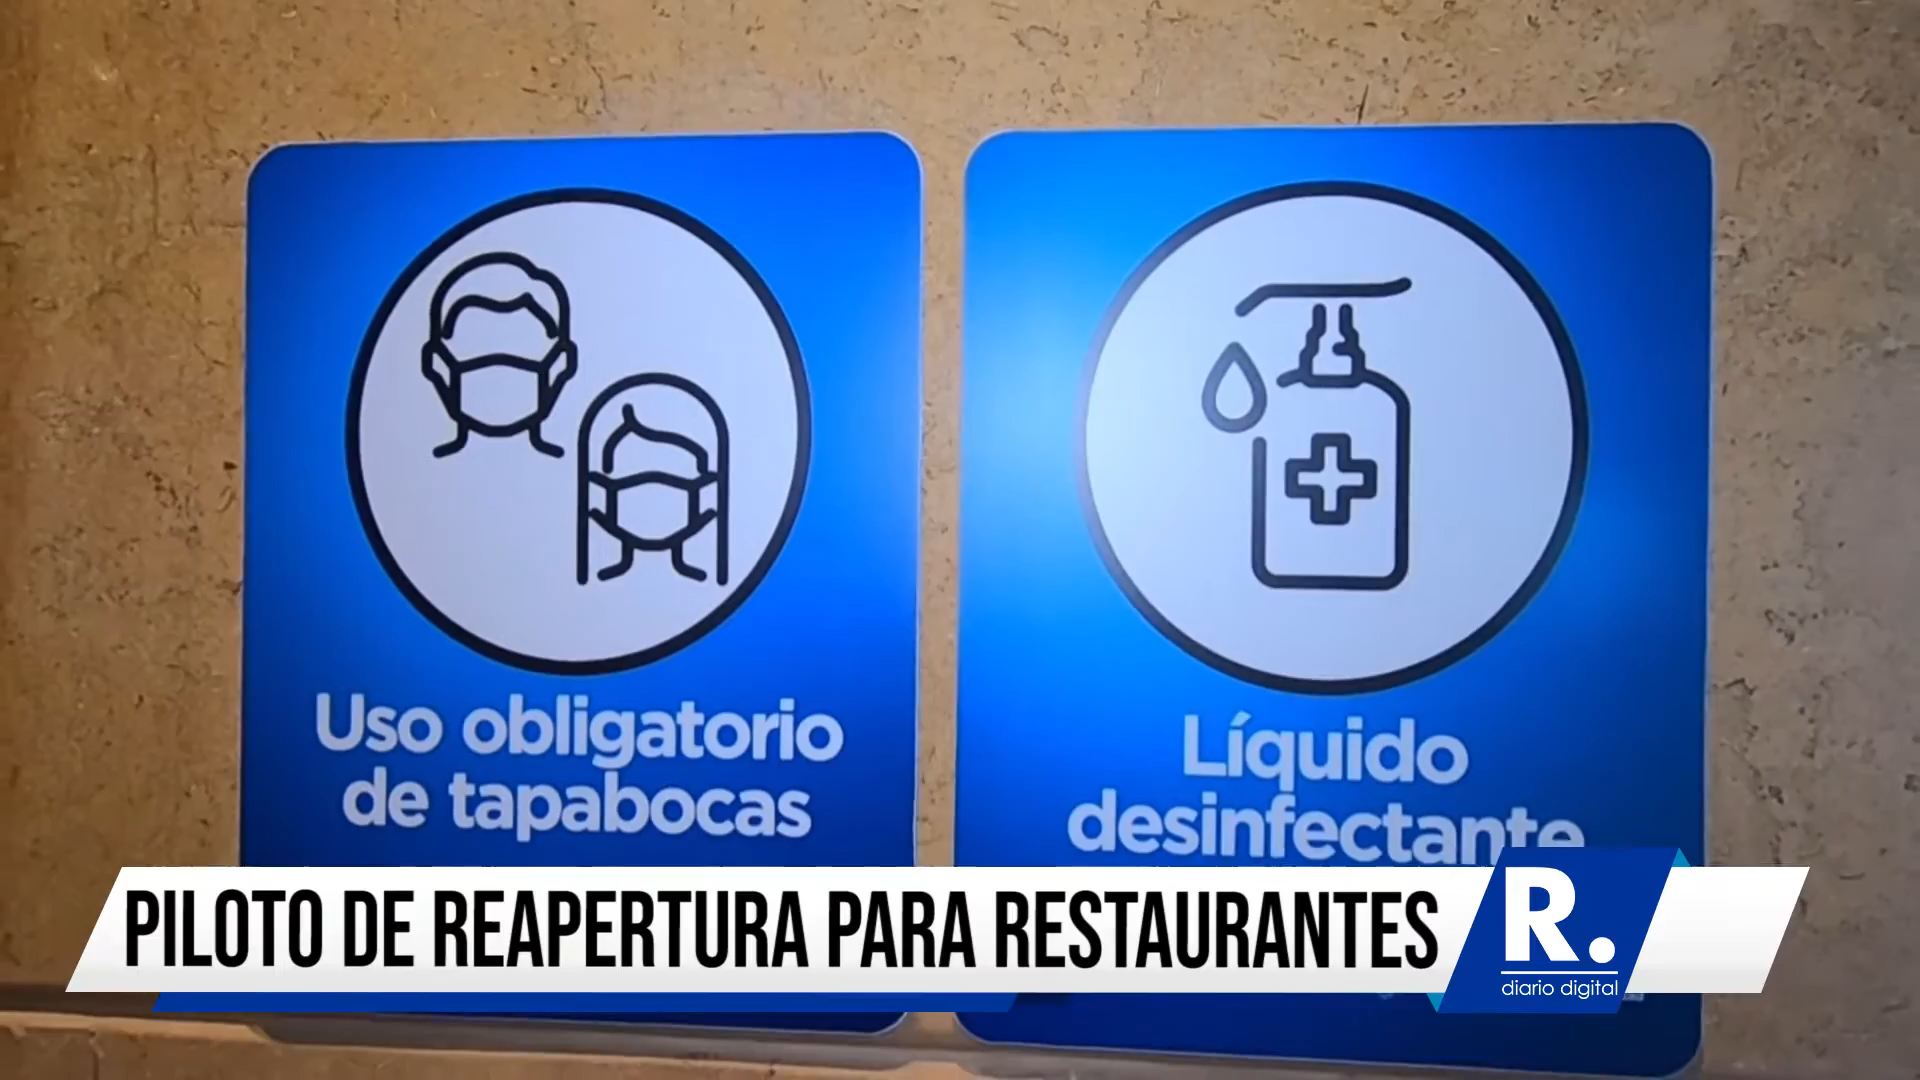 Uso obligatorio
de tapabocas
Líquido
desinfectante
PILOTO DE REAPERTURA PARA RESTAURANTES
R.
diario digital